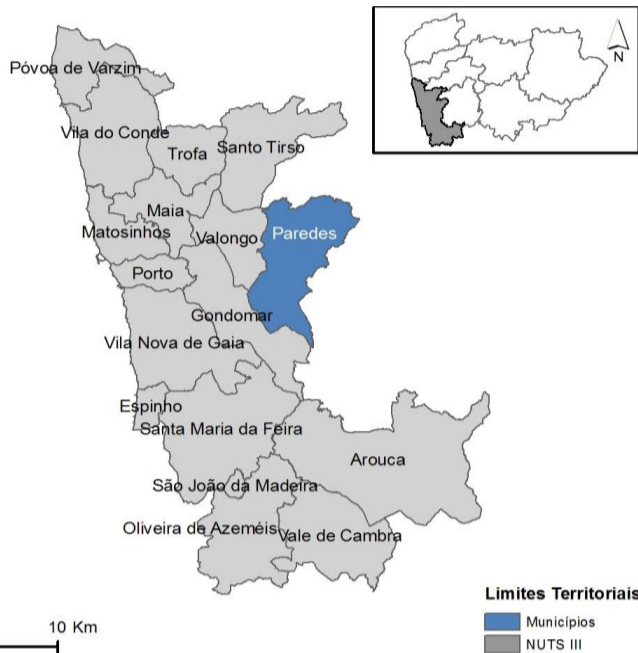 N
Póvoa de Varzim
Vila do Conde
Trofa
Santo Tirso
Maia
Matosinhos
Valongo
Paredes
Porto
Gondomar
Vila Nova de Gaia
Espinho
Santa Maria da Feira
Arouca
São João da Madeira
Oliveira de Azeméis
Vale de Cambra
10 Km
Limites Territoriais
Municípios
NUTS III